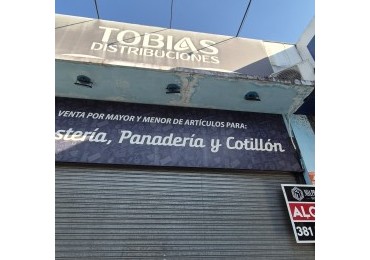 TOBIAS
DISTRIBUCIONES
VENTA POR MAYOR Y MENOR DE ARTÍCULOS PARA:
stería, Panadería y Cotillón
ALQ
381